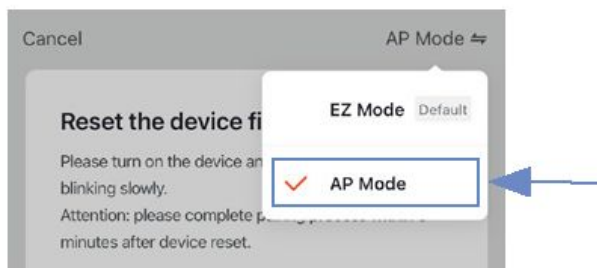 Cancel
AP Mode ⇋
EZ Mode Default
AP Mode
Reset the device fi
Please turn on the device an
blinking slowly.
Attention: please complete p
minutes after device reset.